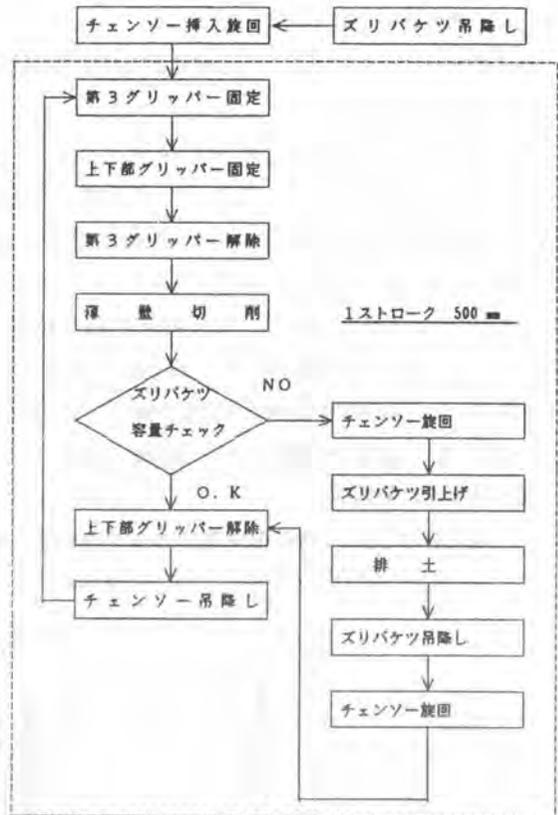 チェンソー挿入旋回
ズリバケツ吊降し
第3グリッパー固定
上下部グリッパー固定
第3グリッパー解除
薄壁切削
1ストローク 500 mm
ズリバケツ
容量チェック
NO
チェンソー旋回
ズリバケツ引上げ
O.K
上下部グリッパー解除
排土
チェンソー吊降し
ズリバケツ吊降し
チェンソー旋回